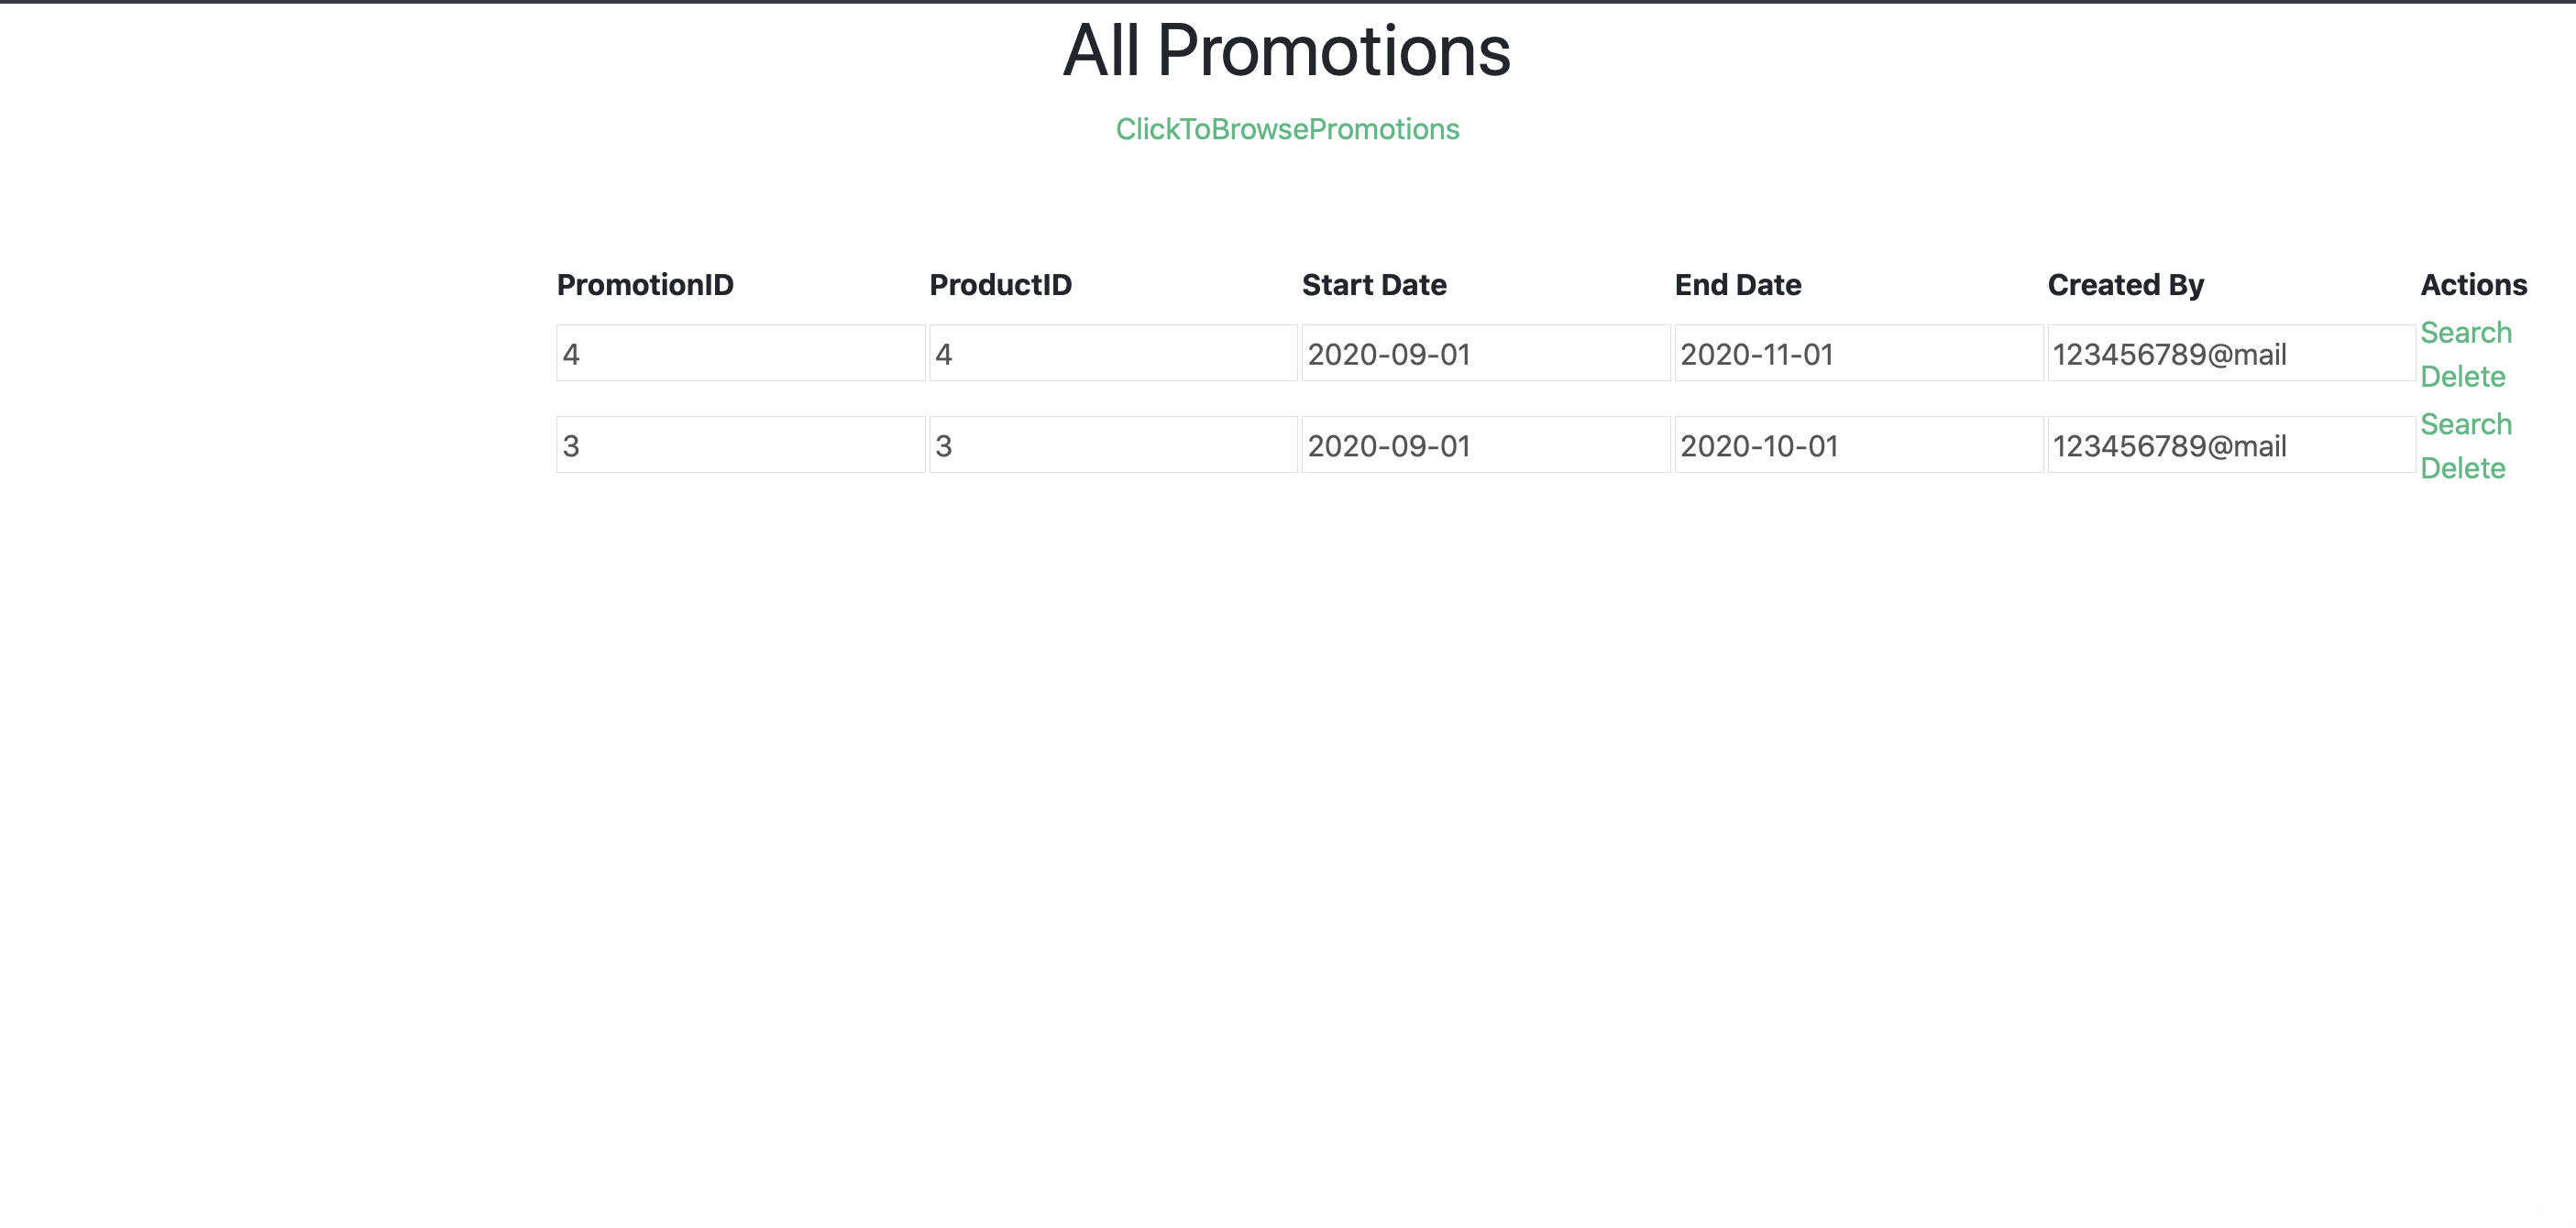 All Promotions
ClickToBrowsePromotions
PromotionID ProductID Start Date End Date Created By Actions
4 4 2020-09-01 2020-11-01 123456789@mail Search
Delete
3 3 2020-09-01 2020-10-01 123456789@mail Search
Delete